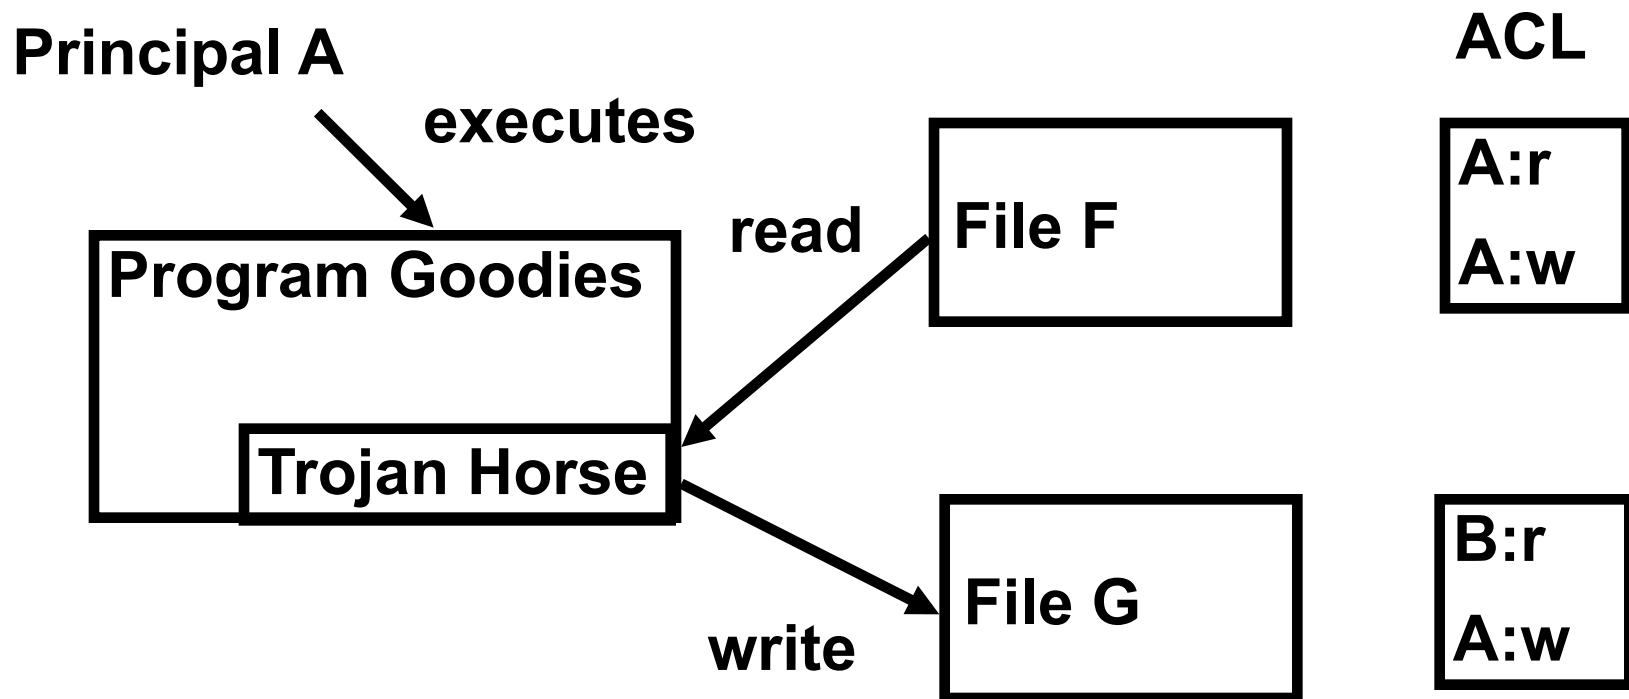 Principal A
executes
Program Goodies
Trojan Horse
read
write
File F
File G
ACL
A:r
A:w
B:r
A:w